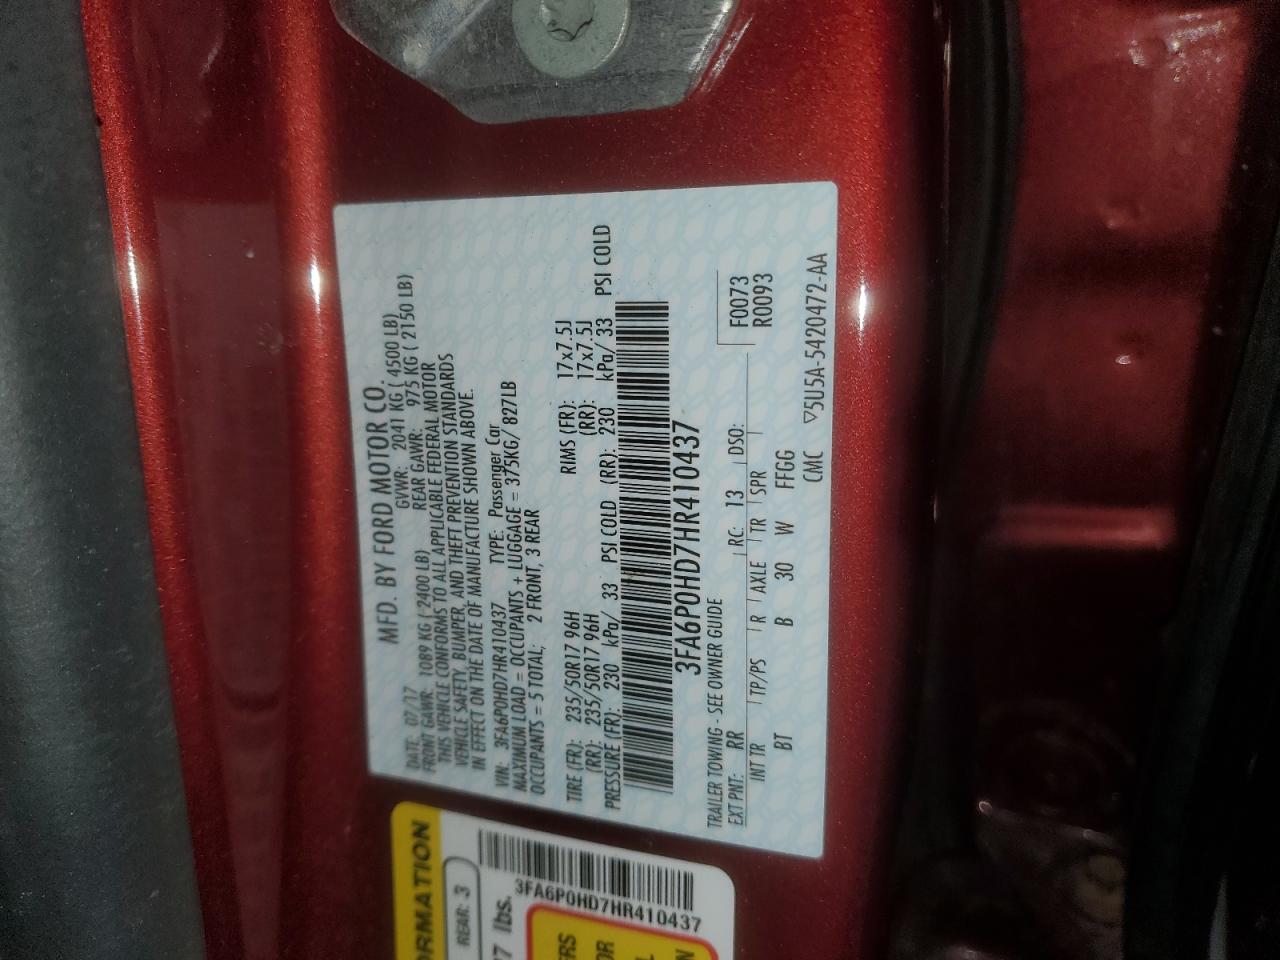 MFD. BY FORD MOTOR CO.
DATE: 07/17 GVWR: 2041 KG ( 4500 LB)
FRONT GAWR: 1089 KG ( 2400 LB) REAR GAWR: 975 KG ( 2150 LB)
THIS VEHICLE CONFORMS TO ALL APPLICABLE FEDERAL MOTOR
VEHICLE SAFETY, BUMPER, AND THEFT PREVENTION STANDARDS
IN EFFECT ON THE DATE OF MANUFACTURE SHOWN ABOVE.
VIN: 3FA6P0HD7HR410437 TYPE: Passenger Car
MAXIMUM LOAD = OCCUPANTS + LUGGAGE = 375KG/ 827LB
OCCUPANTS = 5 TOTAL; 2 FRONT, 3 REAR
TIRE (FR): 235/50R17 96H RIMS (FR): 17x7.5J
(RR): 235/50R17 96H (RR): 17x7.5J
PRESSURE (FR): 230 kPa/ 33 PSI COLD (RR): 230 kPa/ 33 PSI COLD
3FA6P0HD7HR410437
TRAILER TOWING - SEE OWNER GUIDE F0073
EXT PNT: RR RC: 13 DSO: R0093
INT TR TP/PS R AXLE TR SPR
BT B 30 W FFGG
CMC ▽5U5A-5420472-AA
ORMATION
REAR: 3
7 lbs.
3FA6P0HD7HR410437
ERS
OR